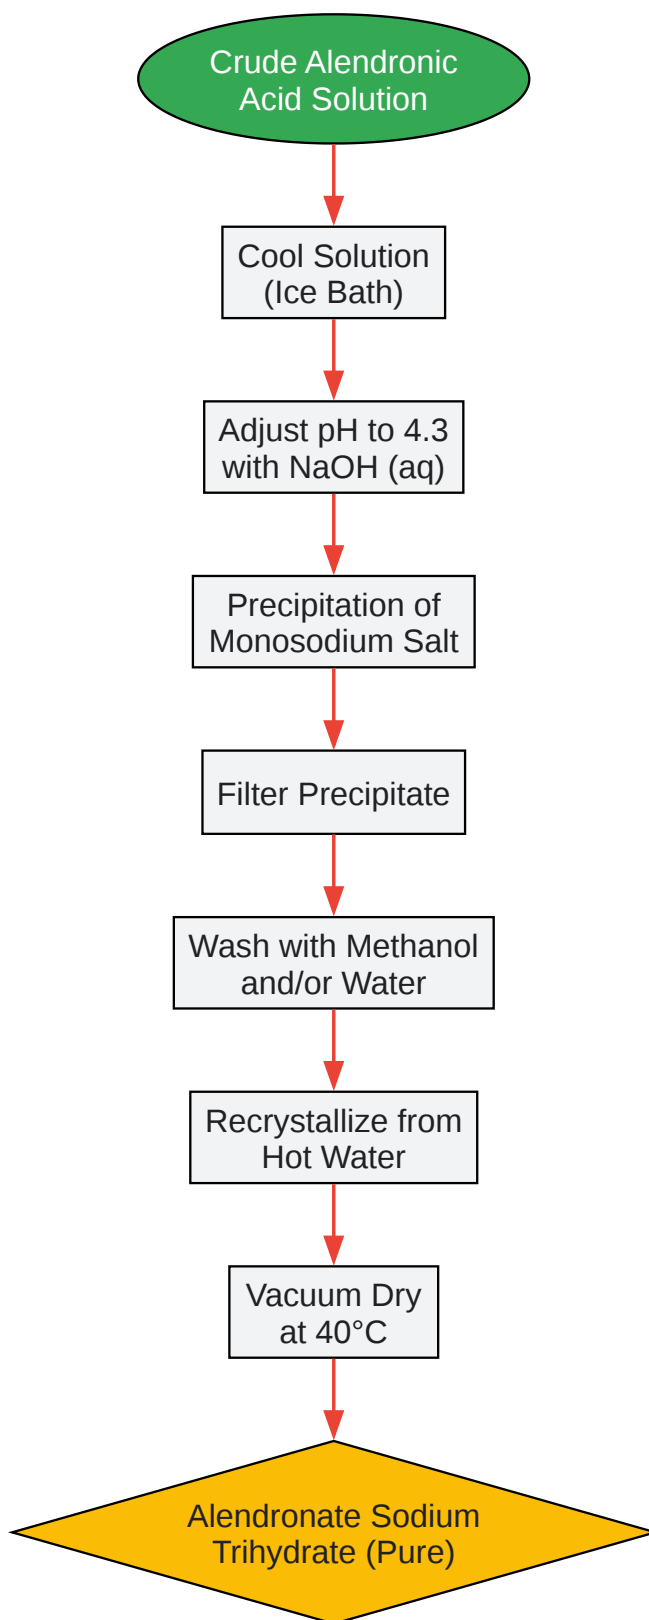 Crude Alendronic
Acid Solution
Cool Solution
(Ice Bath)
Adjust pH to 4.3
with NaOH (aq)
Precipitation of
Monosodium Salt
Filter Precipitate
Wash with Methanol
and/or Water
Recrystallize from
Hot Water
Vacuum Dry
at 40°C
Alendronate Sodium
Trihydrate (Pure)